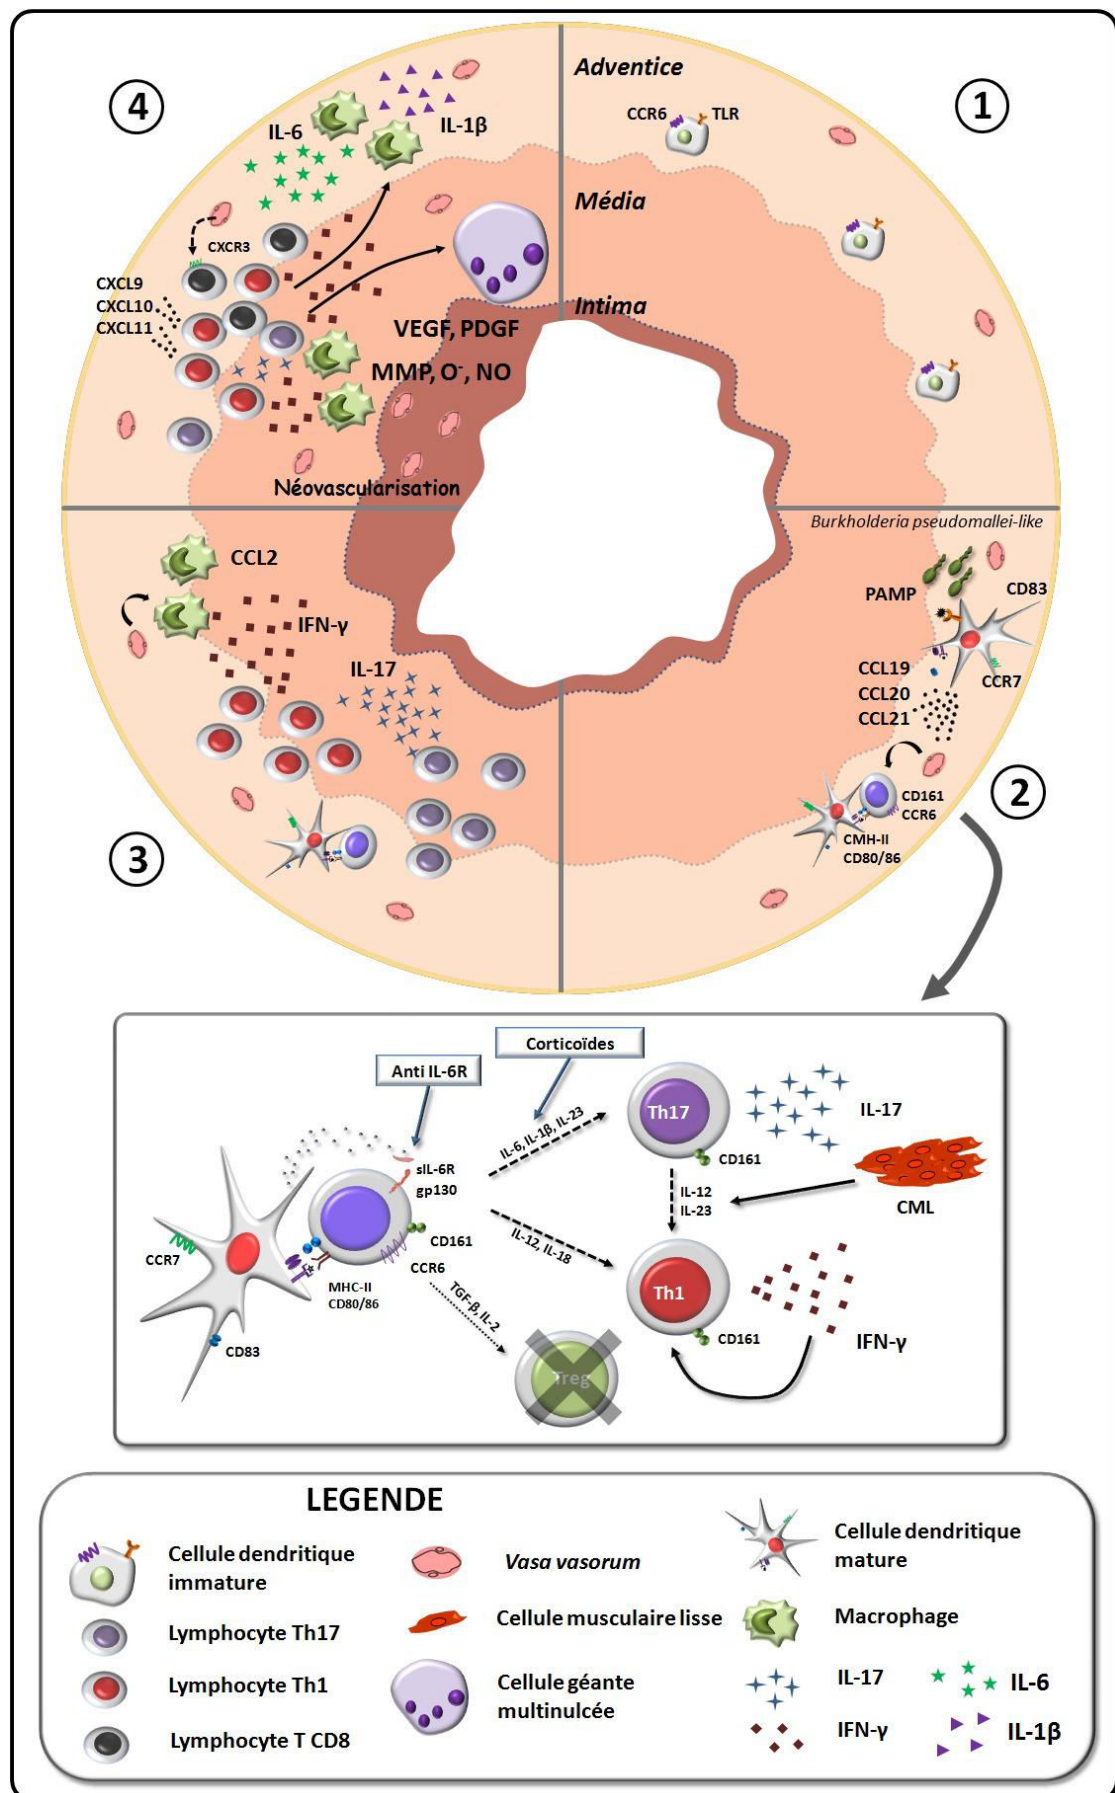 Adventice
4
1
CCR6
TLR
IL-6
IL-1β
Média
CXCR3
CXCL9
CXCL10
CXCL11
Intima
VEGF, PDGF
MMP, O⁻, NO
Néovascularisation
Burkholderia pseudomallei-like
CCL2
PAMP
CD83
IFN-γ
IL-17
CCL19
CCR7
CCL20
CCL21
2
CD161
CCR6
CMH-II
CD80/86
3
Corticoïdes
Anti IL-6R
IL-6, IL-1β, IL-23
Th17
IL-17
sIL-6R
gp130
CD161
IL-12
IL-23
CML
CCR7
CD161
CCR6
IL-12, IL-18
MHC-II
CD80/86
TGF-β, IL-2
Th1
CD161
IFN-γ
CD83
Treg
LEGENDE
Cellule dendritique
immature
Vasa vasorum
Cellule dendritique
mature
Lymphocyte Th17
Cellule musculaire lisse
Macrophage
Lymphocyte Th1
Cellule géante
multinulcée
IL-17
IL-6
Lymphocyte T CD8
IFN-γ
IL-1β